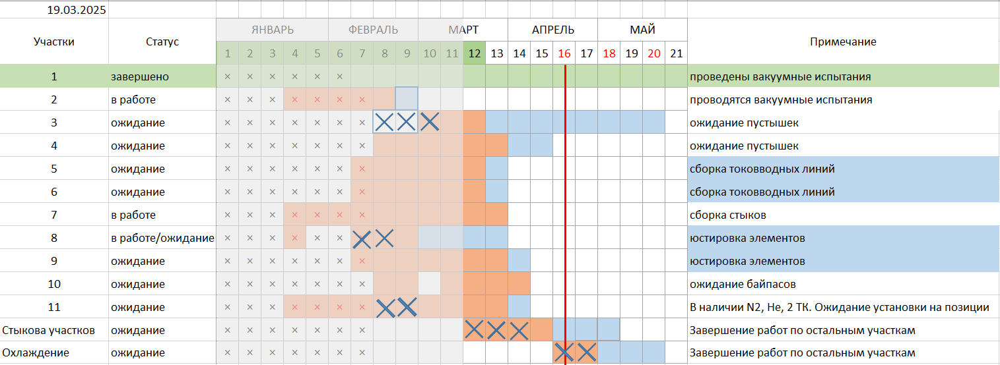 19.03.2025
Участки Статус ЯНВАРЬ ФЕВРАЛЬ МАРТ АПРЕЛЬ МАЙ Примечание
1 2 3 4 5 6 7 8 9 10 11 12 13 14 15 16 17 18 19 20 21
1 завершено × × × × × × проведены вакуумные испытания
2 в работе × × × × × × × проводятся вакуумные испытания
3 ожидание × × × × × × × ожидание пустышек
4 ожидание × × × × × × × ожидание пустышек
5 ожидание × × × × × × × сборка токовводных линий
6 ожидание × × × × × × × сборка токовводных линий
7 в работе × × × × × × × сборка стыков
8 в работе/ожидание × × × × × × юстировка элементов
9 ожидание × × × × × × × юстировка элементов
10 ожидание × × × × × × × ожидание байпасов
11 ожидание × × × × × × × В наличии N2, He, 2 ТК. Ожидание установки на позиции
Стыкова участков ожидание × × × × × × × Завершение работ по остальным участкам
Охлаждение ожидание × × × × × × × Завершение работ по остальным участкам